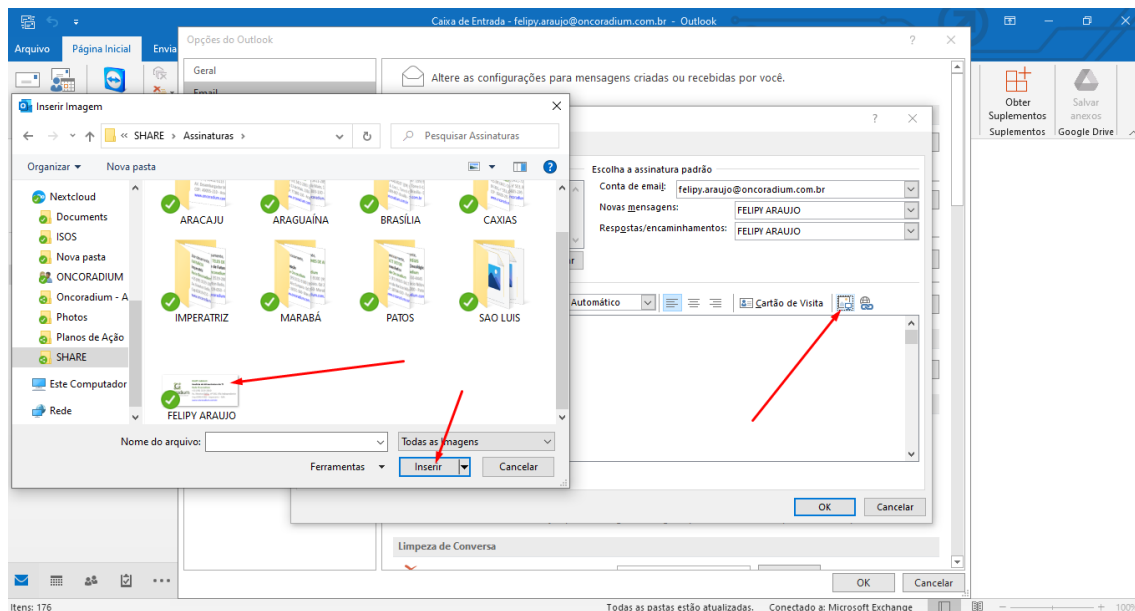 Caixa de Entrada - felipy.araujo@oncoradium.com.br - Outlook
Arquivo
Página Inicial
Envia
Opções do Outlook
Geral
Email
Altere as configurações para mensagens criadas ou recebidas por você.
Obter
Suplementos
Salvar
anexos
Suplementos
Google Drive
Inserir Imagem
« SHARE > Assinaturas >
Pesquisar Assinaturas
Organizar
Nova pasta
Nextcloud
Documents
ISOS
Nova pasta
ONCORADIUM
Oncoradium - A
Photos
Planos de Ação
SHARE
Este Computador
Rede
ARACAJU
ARAGUAÍNA
BRASÍLIA
CAXIAS
IMPERATRIZ
MARABÁ
PATOS
SAO LUIS
FELIPY ARAUJO
Nome do arquivo:
Todas as Imagens
Ferramentas
Inserir
Cancelar
Escolha a assinatura padrão
Conta de email:
felipy.araujo@oncoradium.com.br
Novas mensagens:
FELIPY ARAUJO
Respostas/encaminhamentos:
FELIPY ARAUJO
Automático
Cartão de Visita
OK
Cancelar
Limpeza de Conversa
OK
Cancelar
Itens: 176
Todas as pastas estão atualizadas.
Conectado a: Microsoft Exchange